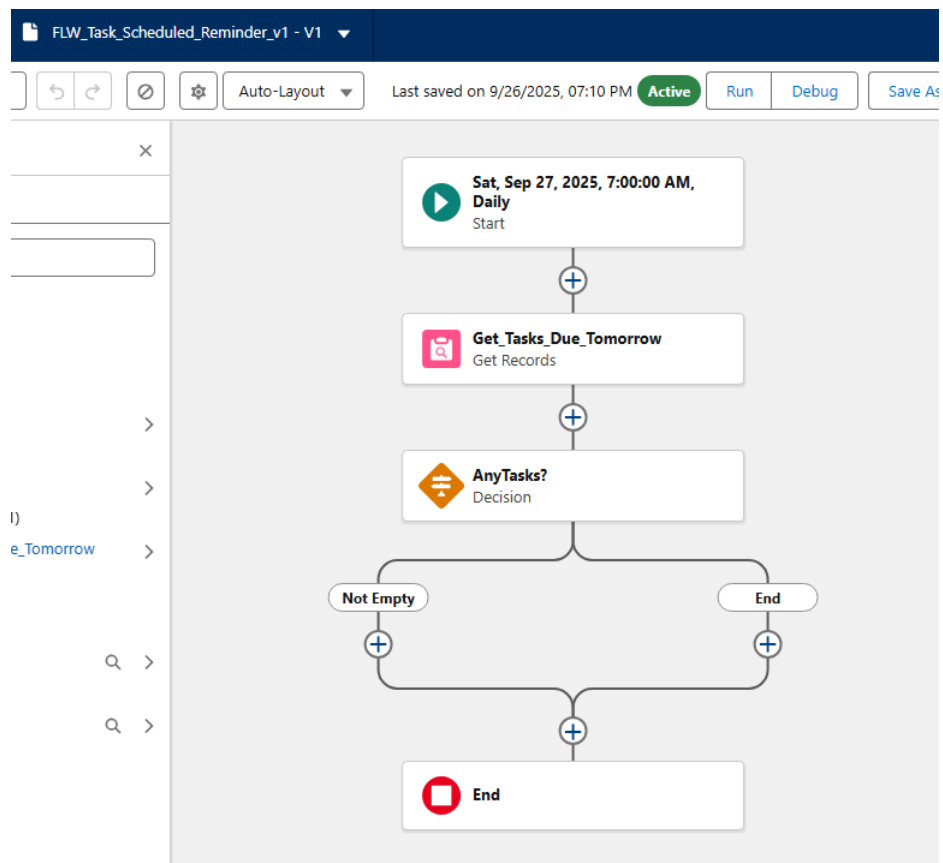 FLW_Task_Scheduled_Reminder_v1 - V1
Auto-Layout
Last saved on 9/26/2025, 07:10 PM
Active
Run
Debug
Save As
Sat, Sep 27, 2025, 7:00:00 AM,
Daily
Start
Get_Tasks_Due_Tomorrow
Get Records
AnyTasks?
Decision
e_Tomorrow
Not Empty
End
End